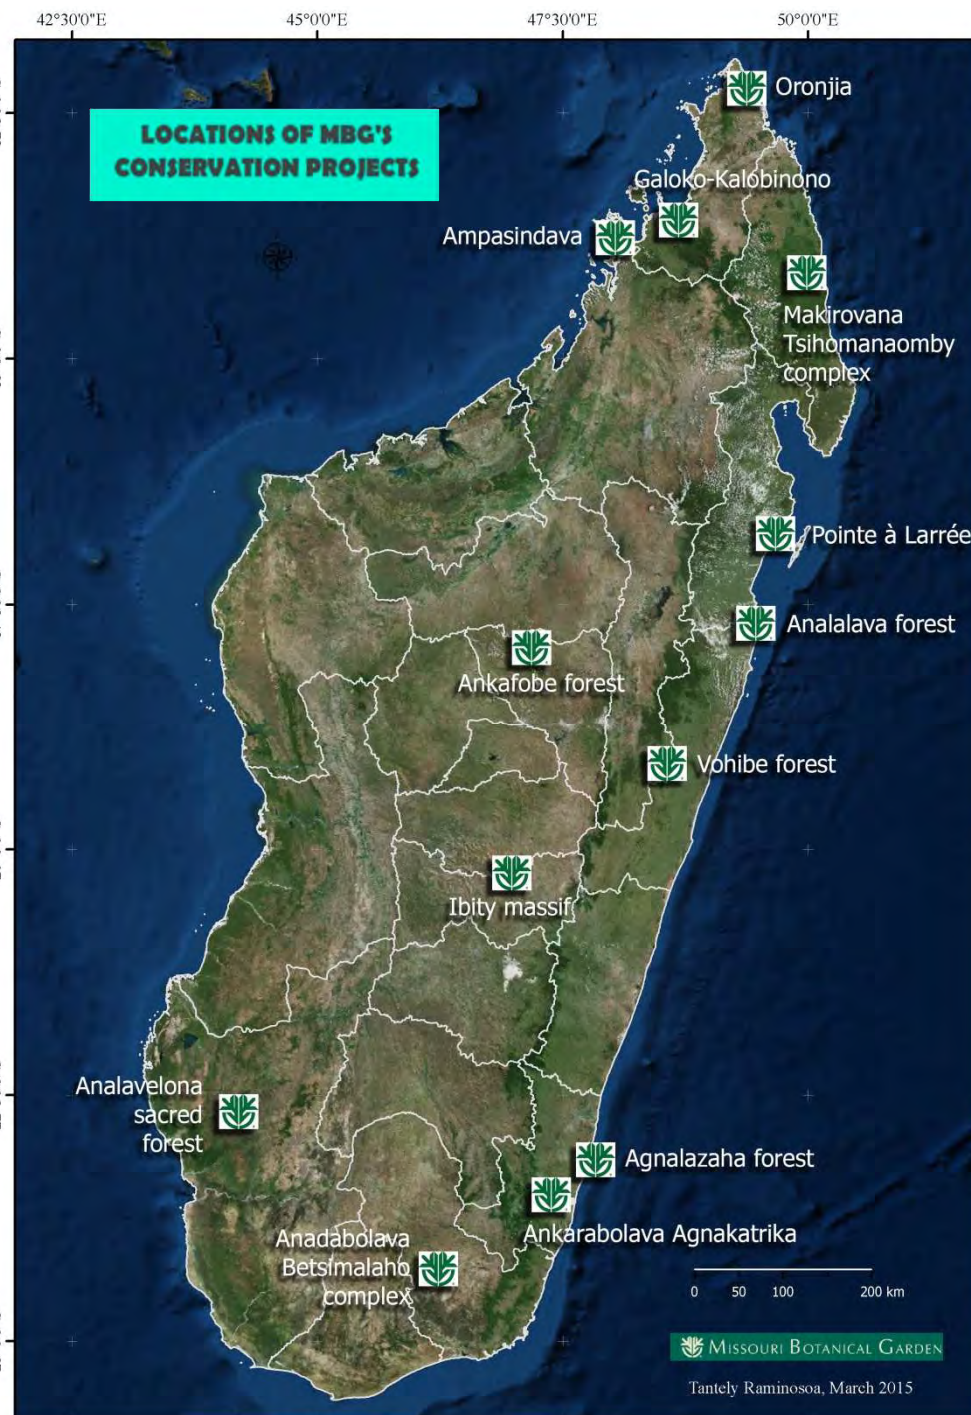 42°30'0"E 45°0'0"E 47°30'0"E 50°0'0"E
LOCATIONS OF MBG'S
CONSERVATION PROJECTS
Oronjia
Galoko-Kalobinono
Ampasindava
Makirovana
Tsihomanaomby
complex
Pointe à Larrée
Analalava forest
Ankafobe forest
Vohibe forest
Ibity massif
Analavelona
sacred
forest
Agnalazaha forest
Ankarabolava Agnakatrika
Anadabolava
Betsimalaho
complex
0 50 100 200 km
MISSOURI BOTANICAL GARDEN
Tantely Raminosoa, March 2015